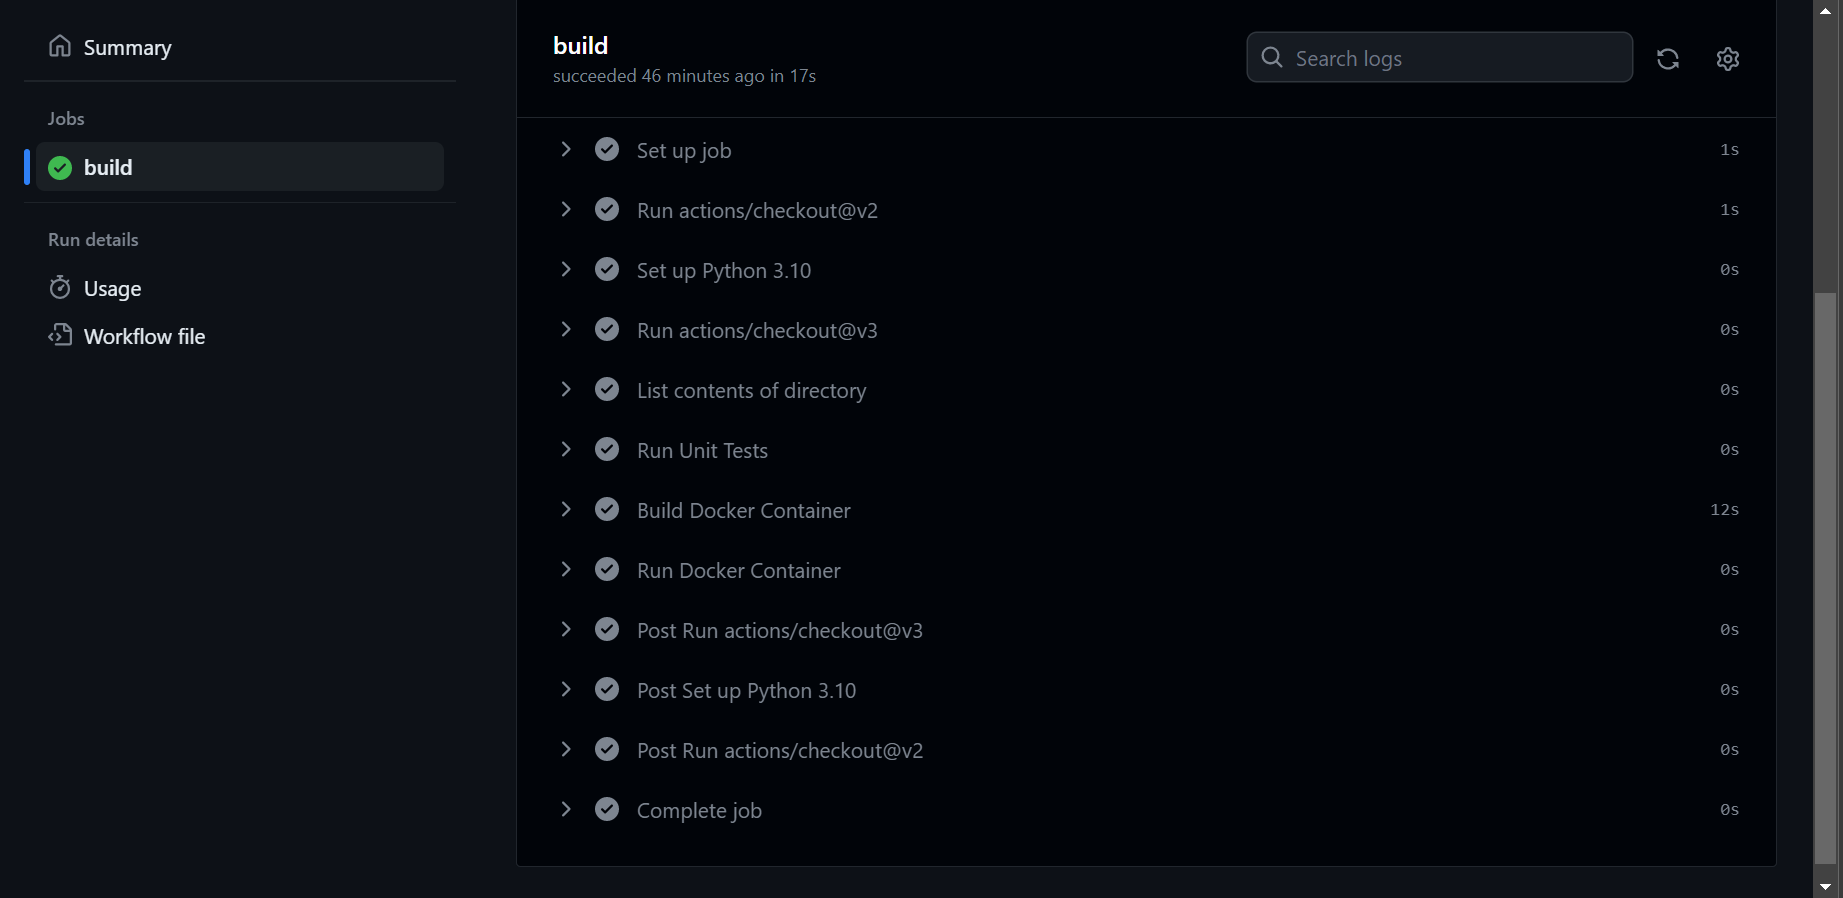 Summary
Jobs
build
Run details
Usage
Workflow file
build
succeeded 46 minutes ago in 17s
Search logs
Set up job 1s
Run actions/checkout@v2 1s
Set up Python 3.10 0s
Run actions/checkout@v3 0s
List contents of directory 0s
Run Unit Tests 0s
Build Docker Container 12s
Run Docker Container 0s
Post Run actions/checkout@v3 0s
Post Set up Python 3.10 0s
Post Run actions/checkout@v2 0s
Complete job 0s